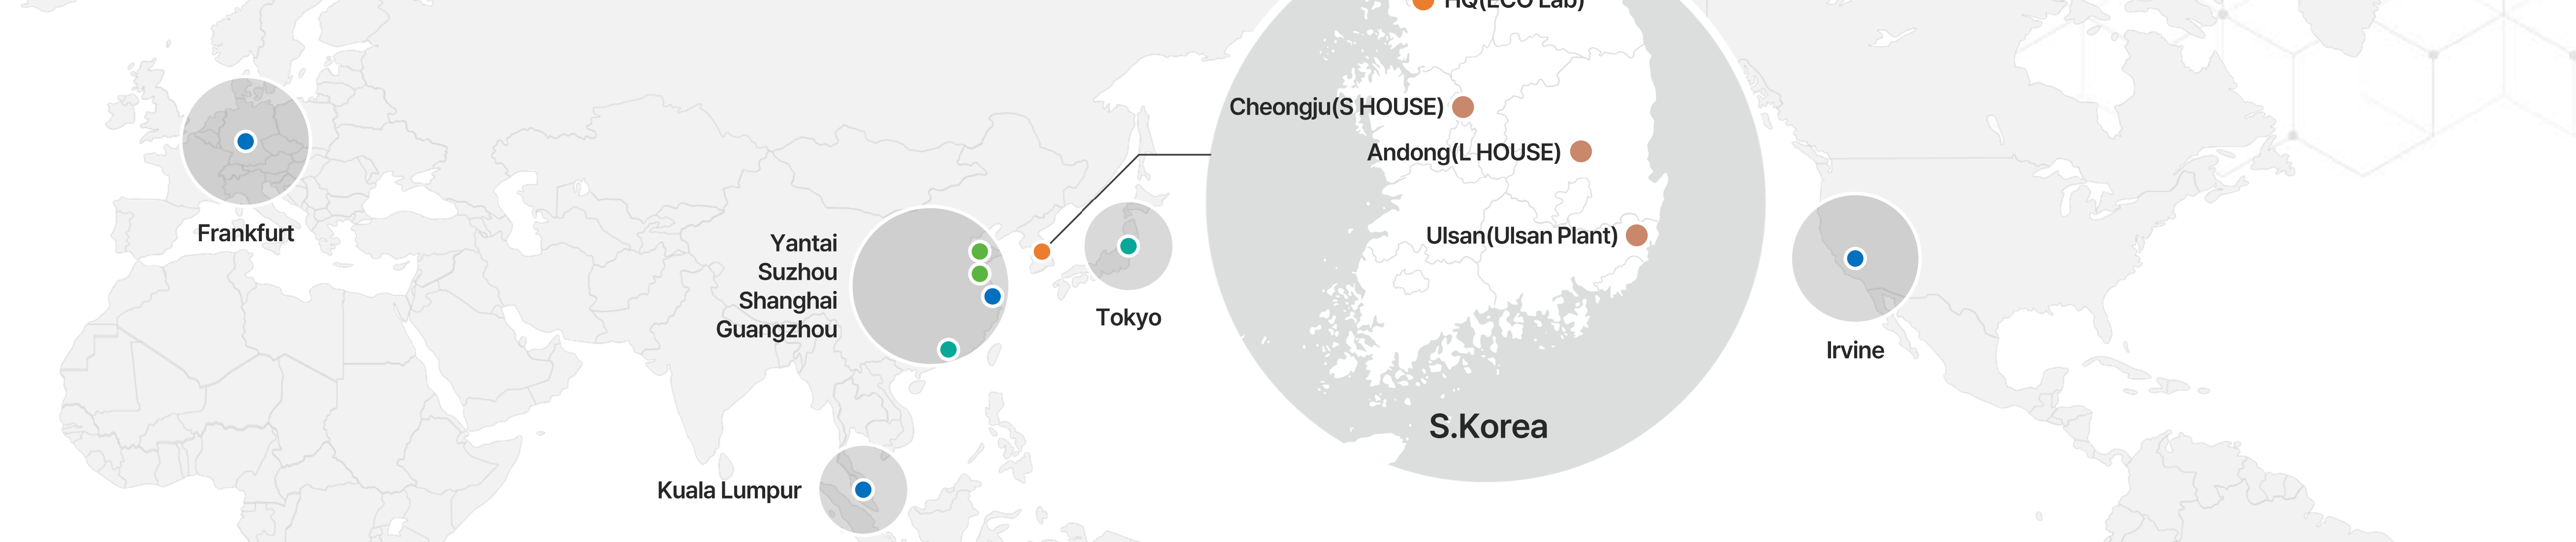 HQ(ECO Lab)
Cheongju(S HOUSE)
Andong(L HOUSE)
Ulsan(Ulsan Plant)
S.Korea
Frankfurt
Yantai
Suzhou
Shanghai
Guangzhou
Tokyo
Irvine
Kuala Lumpur